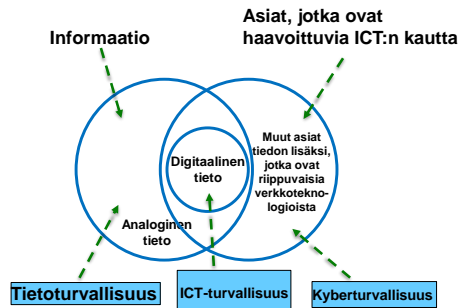 Informaatio
Asiat, jotka ovat
haavoittuvia ICT:n kautta
Digitaalinen
tieto
Muut asiat
tiedon lisäksi,
jotka ovat
riippuvaisia
verkkotekno-
logioista
Analoginen
tieto
Tietoturvallisuus
ICT-turvallisuus
Kyberturvallisuus